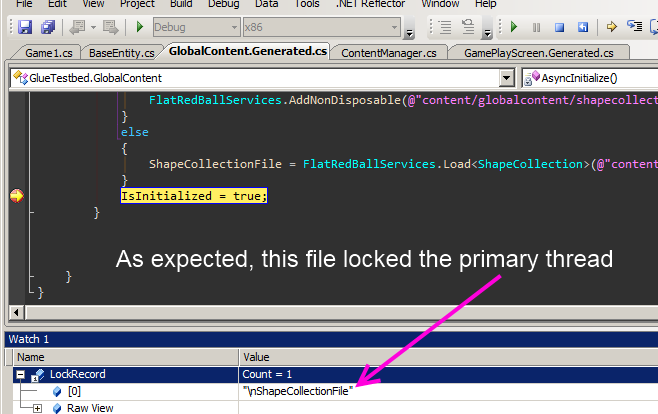 File Edit View Project Build Debug Data Tools .NET Reflector Window Help
Debug x86
Game1.cs BaseEntity.cs GlobalContent.Generated.cs ContentManager.cs GamePlayScreen.Generated.cs
GlueTestbed.GlobalContent AsyncInitialize()
FlatRedBallServices.AddNonDisposable(@"content/globalcontent/shapecollect
}
else
{
ShapeCollectionFile = FlatRedBallServices.Load<ShapeCollection>(@"content
}
IsInitialized = true;
}
As expected, this file locked the primary thread
}
}
Watch 1
Name Value
LockRecord Count = 1
[0] "\nShapeCollectionFile"
Raw View